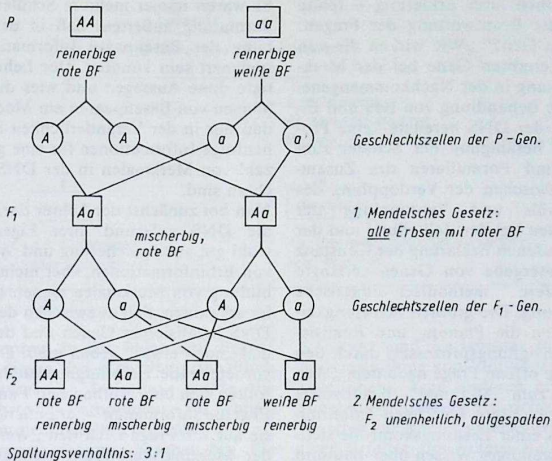 P
AA
aa
reinerbige
rote BF
reinerbige
weiße BF
A
A
a
a
Geschlechtszellen der P-Gen.
F1
Aa
Aa
mischerbig,
rote BF
1. Mendelsches Gesetz:
alle Erbsen mit roter BF
A
a
A
a
Geschlechtszellen der F1-Gen.
F2
AA
Aa
Aa
aa
rote BF
rote BF
rote BF
weiße BF
reinerbig
mischerbig
mischerbig
reinerbig
2. Mendelsches Gesetz:
F2 uneinheitlich, aufgespalten
Spaltungsverhältnis: 3:1